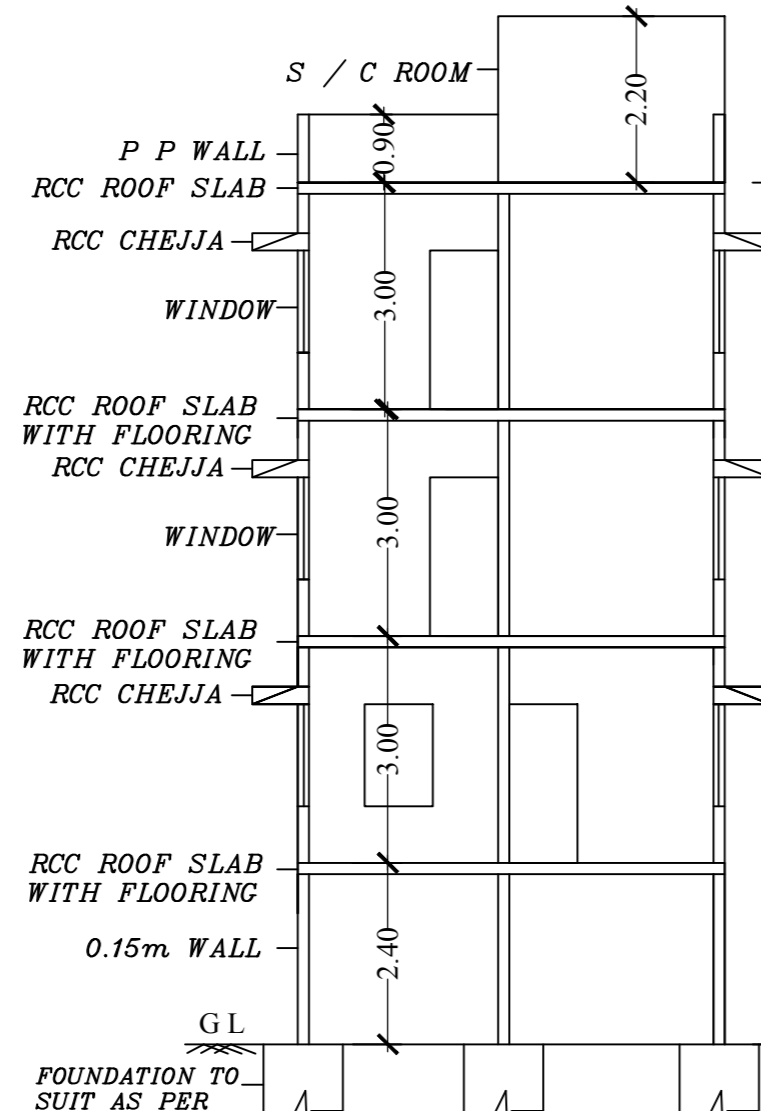 S / C ROOM
2.20
0.90
P P WALL
RCC ROOF SLAB
RCC CHEJJA
3.00
WINDOW
RCC ROOF SLAB
WITH FLOORING
RCC CHEJJA
3.00
WINDOW
RCC ROOF SLAB
WITH FLOORING
RCC CHEJJA
3.00
RCC ROOF SLAB
WITH FLOORING
0.15m WALL
2.40
G L
FOUNDATION TO
SUIT AS PER